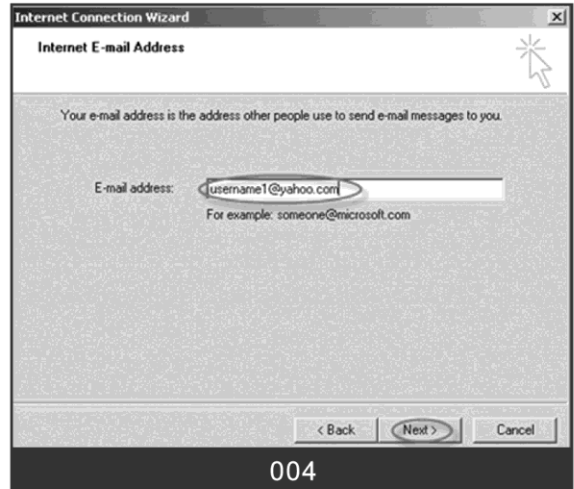 Internet Connection Wizard
Internet E-mail Address
Your e-mail address is the address other people use to send e-mail messages to you.
E-mail address: username1@yahoo.com
For example: someone@microsoft.com
< Back Next > Cancel
004